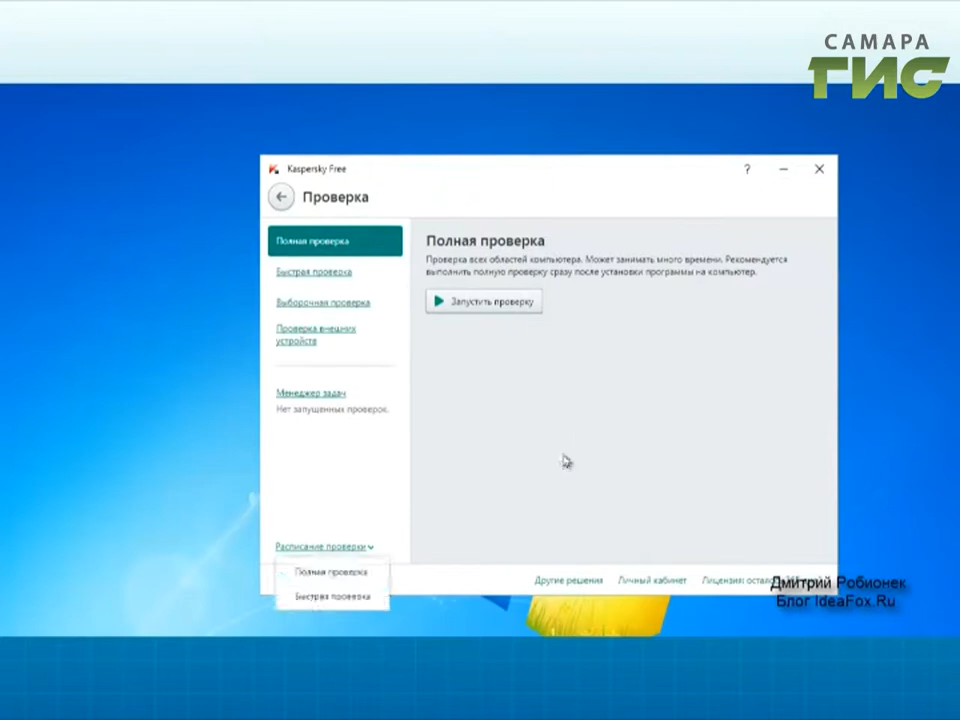 САМАРА
ГИС
Kaspersky Free
?
Проверка
Полная проверка
Быстрая проверка
Выборочная проверка
Проверка внешних
устройств
Менеджер задач
Нет запущенных проверок.
Расписание проверки
Полная проверка
Быстрая проверка
Полная проверка
Проверка всех областей компьютера. Может занимать много времени. Рекомендуется
выполнить полную проверку сразу после установки программы на компьютер.
Запустить проверку
Другие решения
Личный кабинет
Лицензия:
Дмитрий Робионек
Блог IdeaFox.Ru